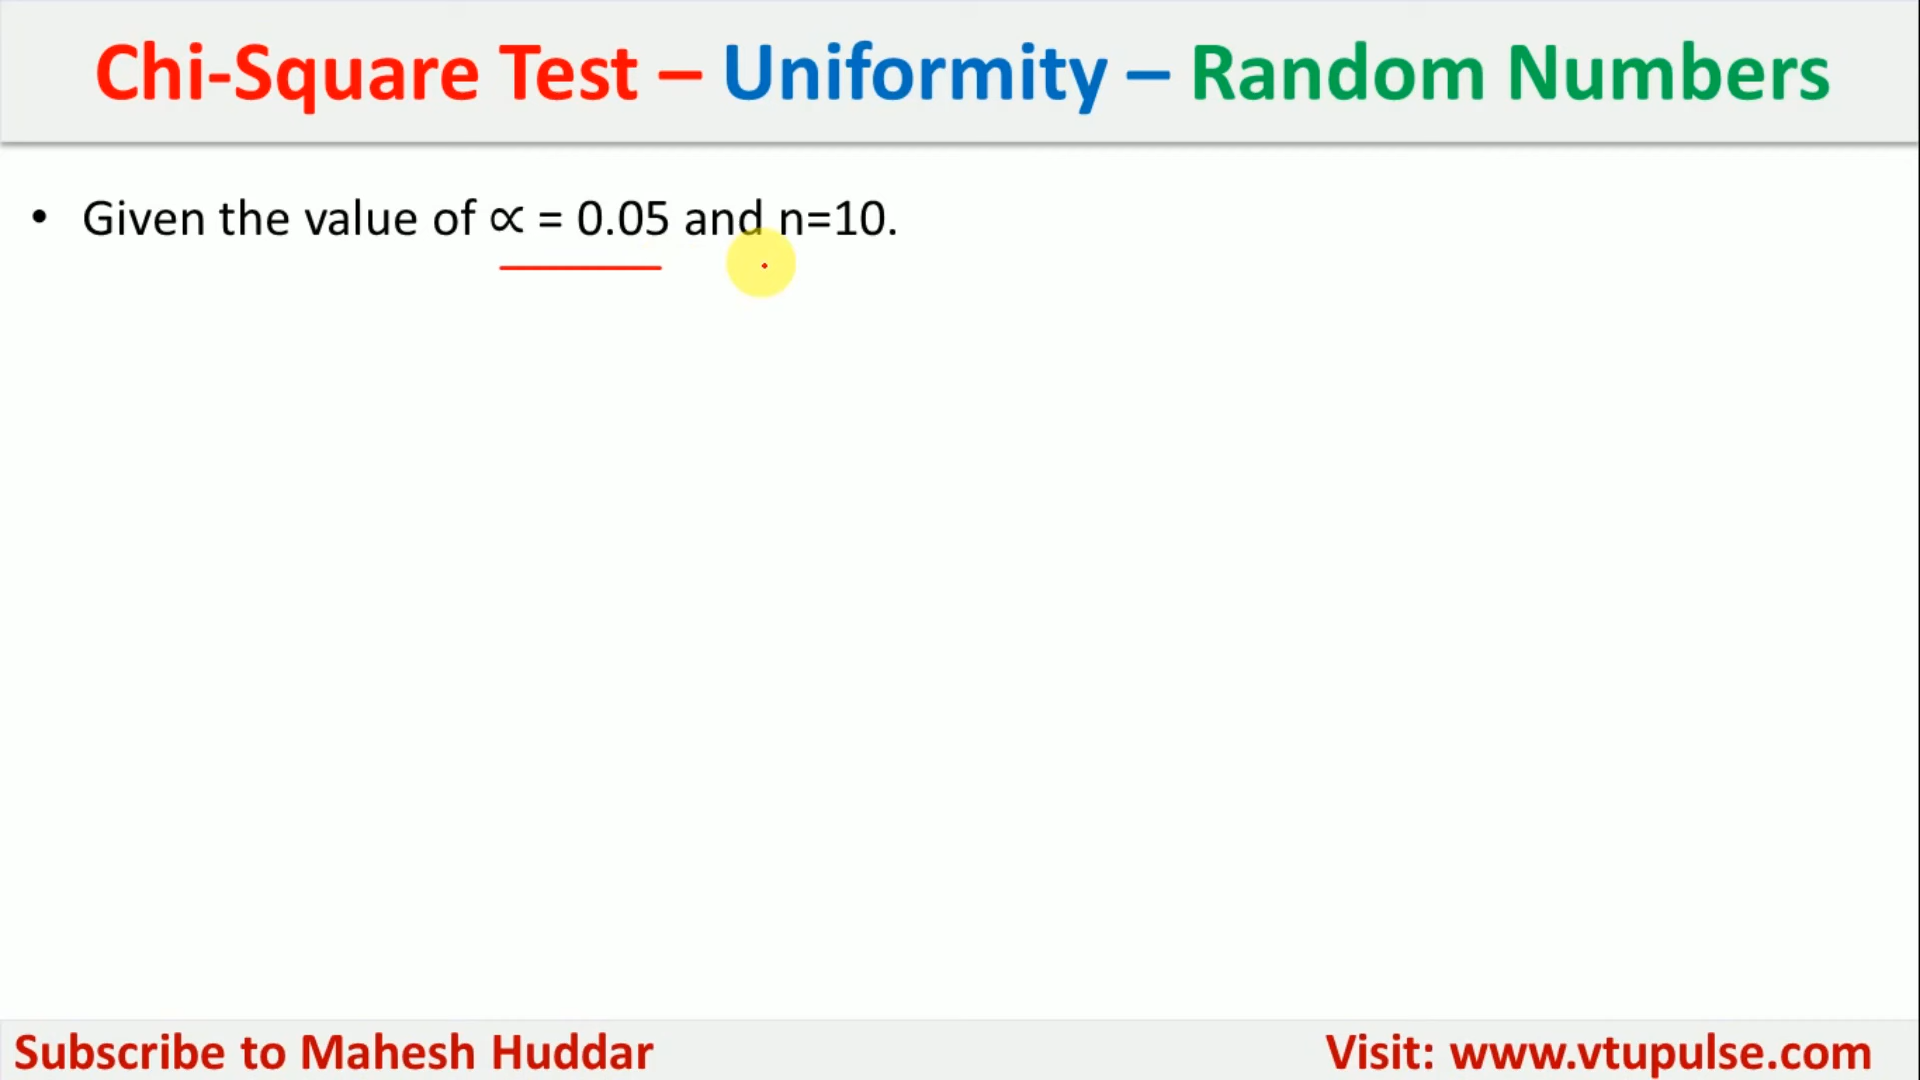 Chi-Square Test – Uniformity – Random Numbers
• Given the value of ∝ = 0.05 and n=10.
Subscribe to Mahesh Huddar
Visit: www.vtupulse.com